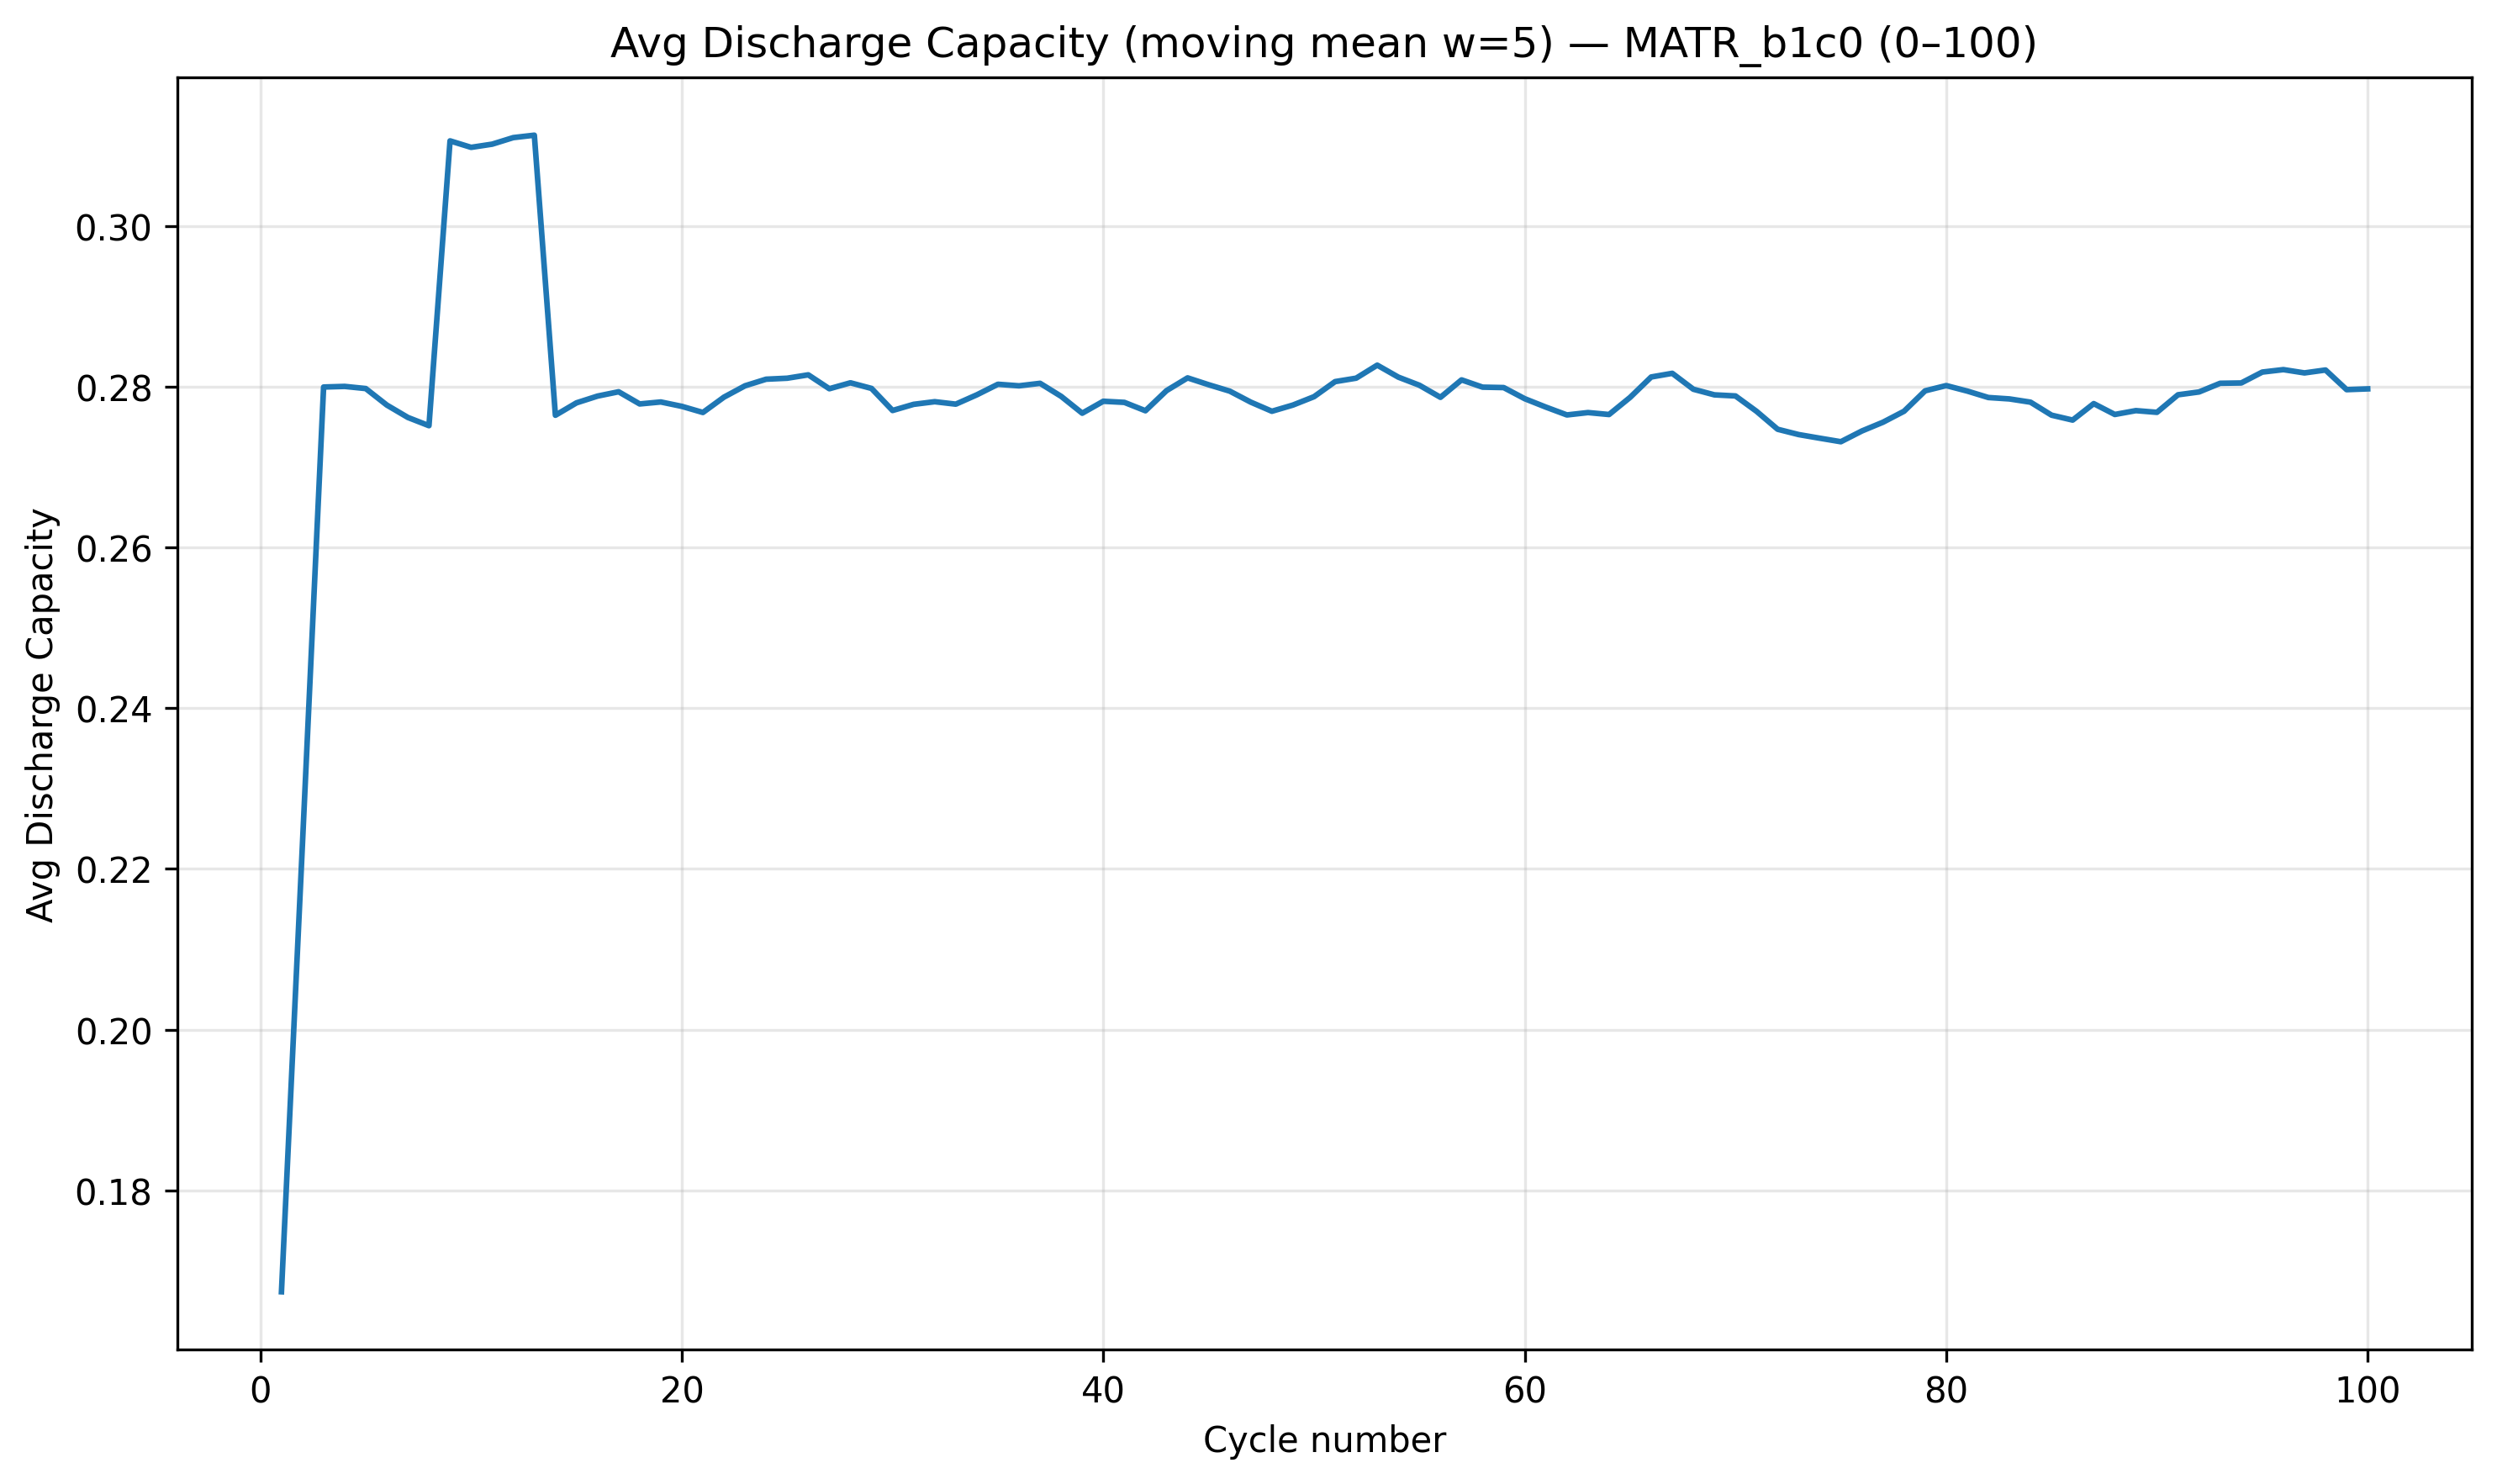 Avg Discharge Capacity (moving mean w=5) — MATR_b1c0 (0–100)
Avg Discharge Capacity
0.30
0.28
0.26
0.24
0.22
0.20
0.18
0 20 40 60 80 100
Cycle number